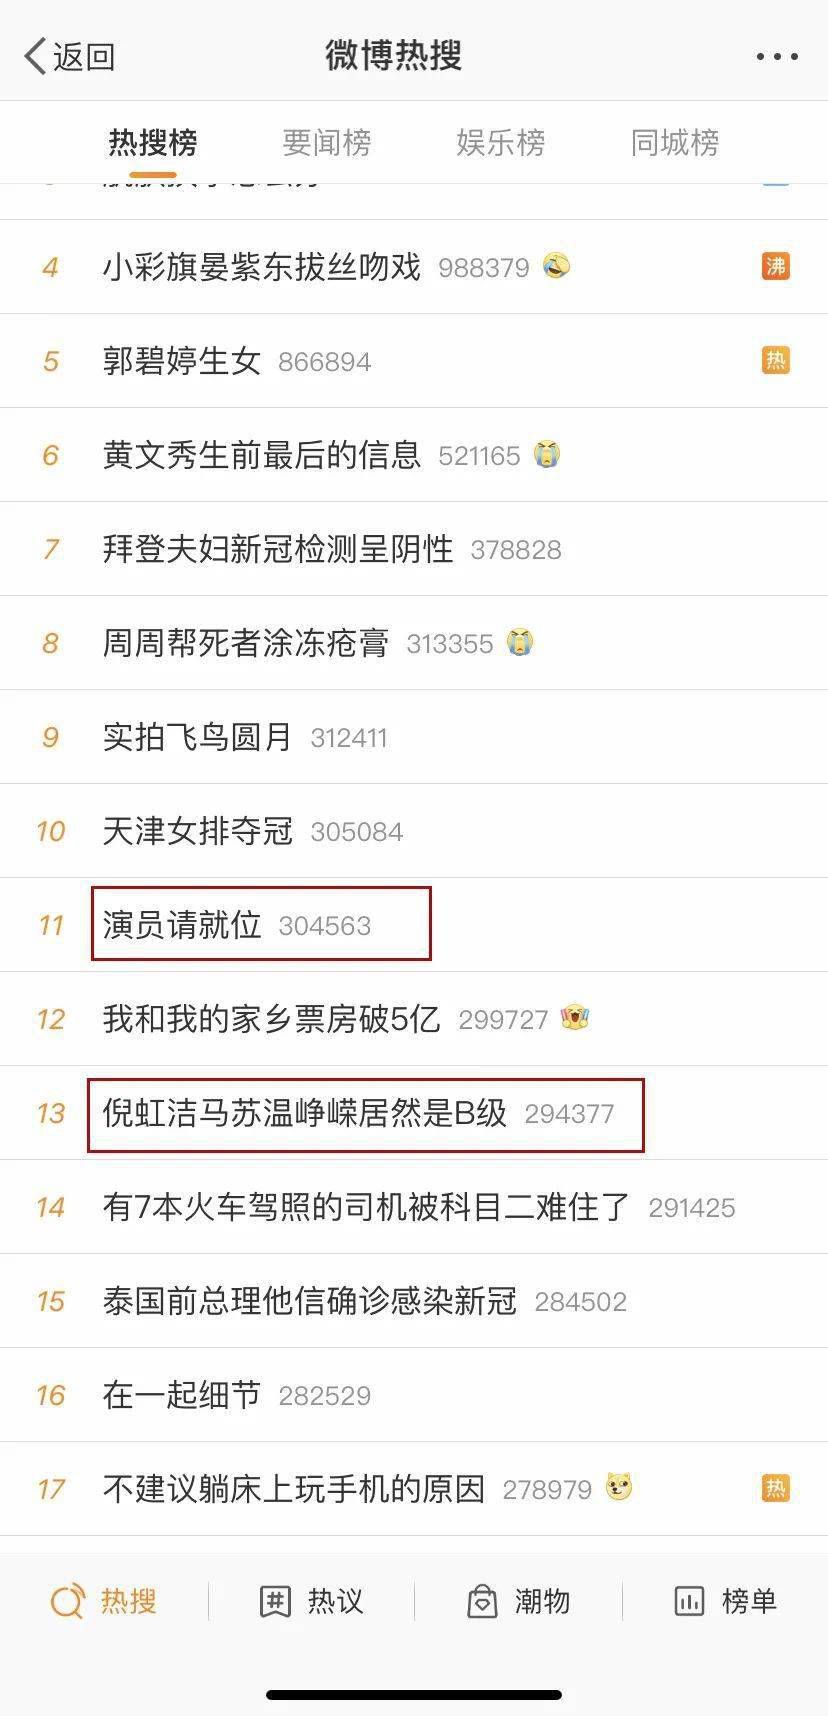 返回
微博热搜
热搜榜 要闻榜 娱乐榜 同城榜
4 小彩旗晏紫东拔丝吻戏 988379 沸
5 郭碧婷生女 866894 热
6 黄文秀生前最后的信息 521165
7 拜登夫妇新冠检测呈阴性 378828
8 周周帮死者涂冻疮膏 313355
9 实拍飞鸟圆月 312411
10 天津女排夺冠 305084
11 演员请就位 304563
12 我和我的家乡票房破5亿 299727
13 倪虹洁马苏温峥嵘居然是B级 294377
14 有7本火车驾照的司机被科目二难住了 291425
15 泰国前总理他信确诊感染新冠 284502
16 在一起细节 282529
17 不建议躺床上玩手机的原因 278979 热
热搜 热议 潮物 榜单